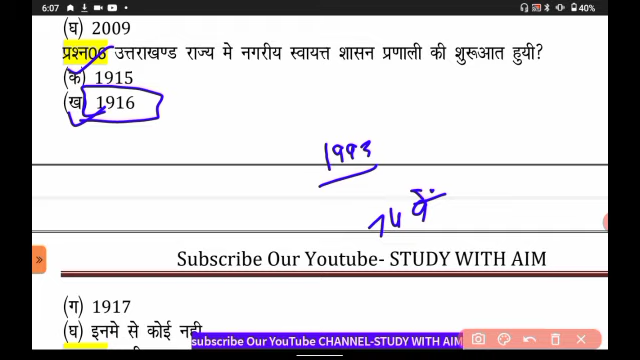 6:07
40%
(घ) 2009
प्रश्न06 उत्तराखण्ड राज्य मे नगरीय स्वायत्त शासन प्रणाली की शुरूआत हुयी?
(क) 1915
(ख) 1916
1993
74 वें
Subscribe Our Youtube- STUDY WITH AIM
(ग) 1917
(घ) इनमे से कोई नही
subscribe Our YouTube CHANNEL-STUDY WITH AIM